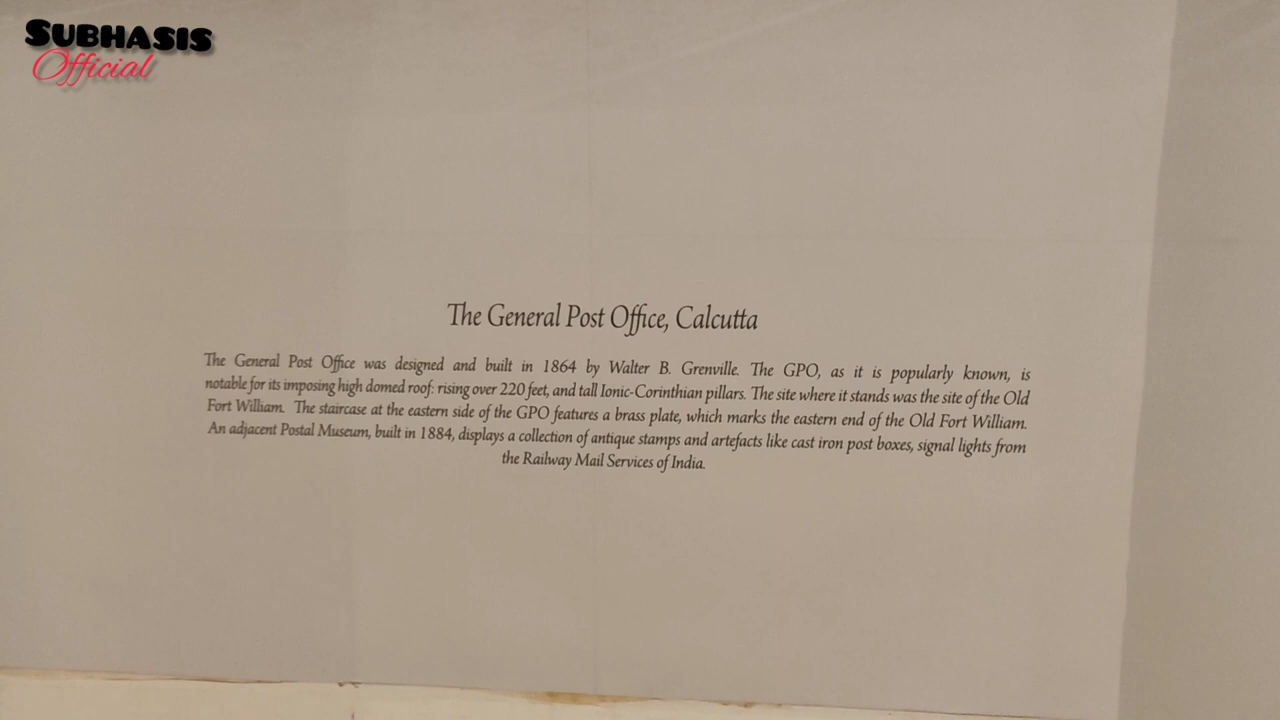 SUBHASIS
Official
The General Post Office, Calcutta
The General Post Office was designed and built in 1864 by Walter B. Grenville. The GPO, as it is popularly known, is
notable for its imposing high domed roof: rising over 220 feet, and tall Ionic-Corinthian pillars. The site where it stands was the site of the Old
Fort William. The staircase at the eastern side of the GPO features a brass plate, which marks the eastern end of the Old Fort William.
An adjacent Postal Museum, built in 1884, displays a collection of antique stamps and artefacts like cast iron post boxes, signal lights from
the Railway Mail Services of India.